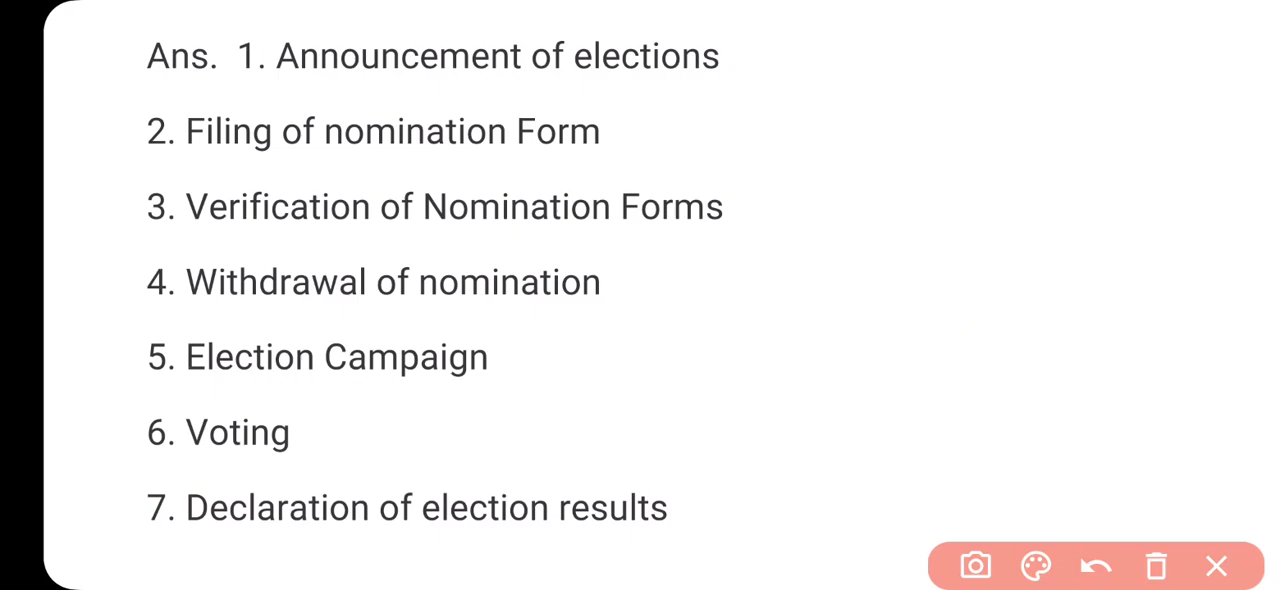 Ans. 1. Announcement of elections
2. Filing of nomination Form
3. Verification of Nomination Forms
4. Withdrawal of nomination
5. Election Campaign
6. Voting
7. Declaration of election results